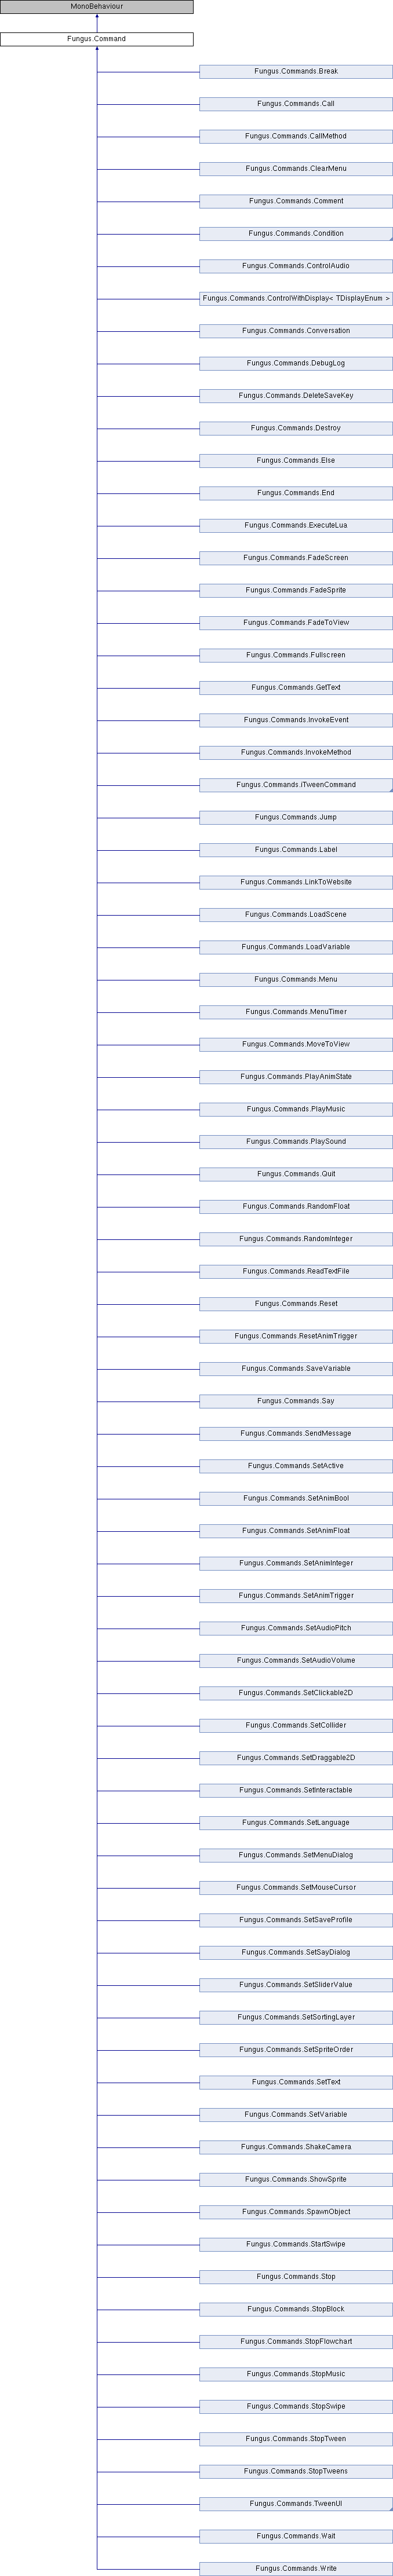 MonoBehaviour
Fungus.Command
Fungus.Commands.Break
Fungus.Commands.Call
Fungus.Commands.CallMethod
Fungus.Commands.ClearMenu
Fungus.Commands.Comment
Fungus.Commands.Condition
Fungus.Commands.ControlAudio
Fungus.Commands.ControlWithDisplay< TDisplayEnum >
Fungus.Commands.Conversation
Fungus.Commands.DebugLog
Fungus.Commands.DeleteSaveKey
Fungus.Commands.Destroy
Fungus.Commands.Else
Fungus.Commands.End
Fungus.Commands.ExecuteLua
Fungus.Commands.FadeScreen
Fungus.Commands.FadeSprite
Fungus.Commands.FadeToView
Fungus.Commands.Fullscreen
Fungus.Commands.GetText
Fungus.Commands.InvokeEvent
Fungus.Commands.InvokeMethod
Fungus.Commands.iTweenCommand
Fungus.Commands.Jump
Fungus.Commands.Label
Fungus.Commands.LinkToWebsite
Fungus.Commands.LoadScene
Fungus.Commands.LoadVariable
Fungus.Commands.Menu
Fungus.Commands.MenuTimer
Fungus.Commands.MoveToView
Fungus.Commands.PlayAnimState
Fungus.Commands.PlayMusic
Fungus.Commands.PlaySound
Fungus.Commands.Quit
Fungus.Commands.RandomFloat
Fungus.Commands.RandomInteger
Fungus.Commands.ReadTextFile
Fungus.Commands.Reset
Fungus.Commands.ResetAnimTrigger
Fungus.Commands.SaveVariable
Fungus.Commands.Say
Fungus.Commands.SendMessage
Fungus.Commands.SetActive
Fungus.Commands.SetAnimBool
Fungus.Commands.SetAnimFloat
Fungus.Commands.SetAnimInteger
Fungus.Commands.SetAnimTrigger
Fungus.Commands.SetAudioPitch
Fungus.Commands.SetAudioVolume
Fungus.Commands.SetClickable2D
Fungus.Commands.SetCollider
Fungus.Commands.SetDraggable2D
Fungus.Commands.SetInteractable
Fungus.Commands.SetLanguage
Fungus.Commands.SetMenuDialog
Fungus.Commands.SetMouseCursor
Fungus.Commands.SetSaveProfile
Fungus.Commands.SetSayDialog
Fungus.Commands.SetSliderValue
Fungus.Commands.SetSortingLayer
Fungus.Commands.SetSpriteOrder
Fungus.Commands.SetText
Fungus.Commands.SetVariable
Fungus.Commands.ShakeCamera
Fungus.Commands.ShowSprite
Fungus.Commands.SpawnObject
Fungus.Commands.StartSwipe
Fungus.Commands.Stop
Fungus.Commands.StopBlock
Fungus.Commands.StopFlowchart
Fungus.Commands.StopMusic
Fungus.Commands.StopSwipe
Fungus.Commands.StopTween
Fungus.Commands.StopTweens
Fungus.Commands.TweenUI
Fungus.Commands.Wait
Fungus.Commands.Write